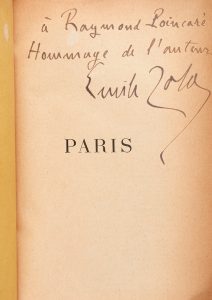 à Raymond Poincaré
Hommage de l'auteur
Emile Zola
PARIS